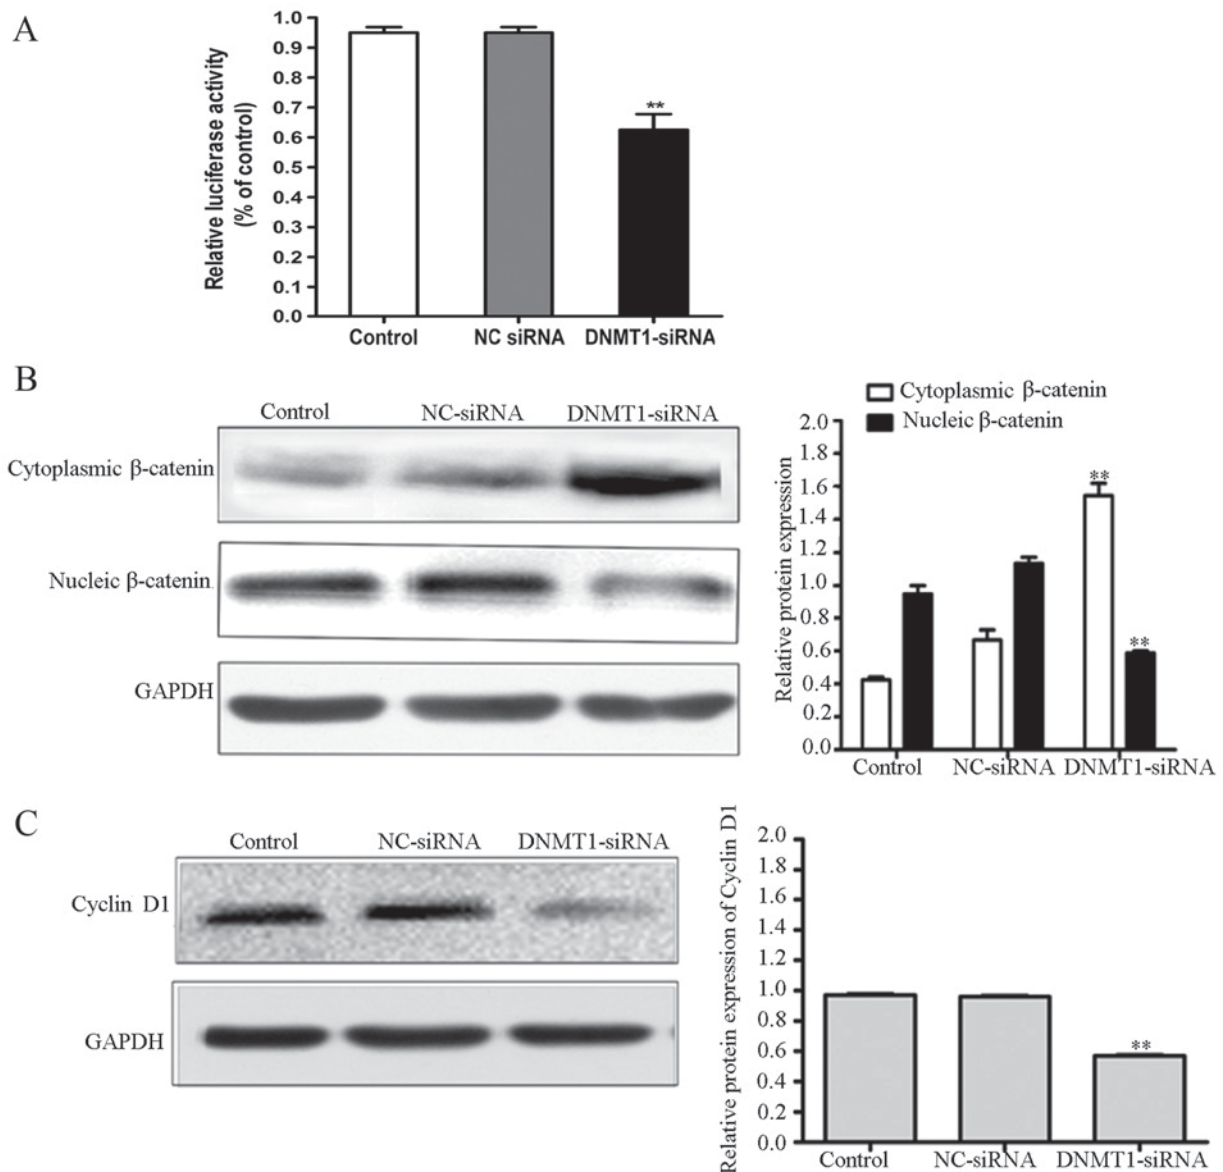 A
Relative luciferase activity
(% of control)
1.0
0.9
0.8
0.7
0.6
0.5
0.4
0.3
0.2
0.1
0.0
**
Control NC siRNA DNMT1-siRNA
B
Control NC-siRNA DNMT1-siRNA
Cytoplasmic β-catenin
Nucleic β-catenin
GAPDH
Cytoplasmic β-catenin
Nucleic β-catenin
Relative protein expression
2.0
1.8
1.6
1.4
1.2
1.0
0.8
0.6
0.4
0.2
0.0
**
**
Control NC-siRNA DNMT1-siRNA
C
Control NC-siRNA DNMT1-siRNA
Cyclin D1
GAPDH
Relative protein expression of Cyclin D1
2.0
1.8
1.6
1.4
1.2
1.0
0.8
0.6
0.4
0.2
0.0
**
Control NC-siRNA DNMT1-siRNA